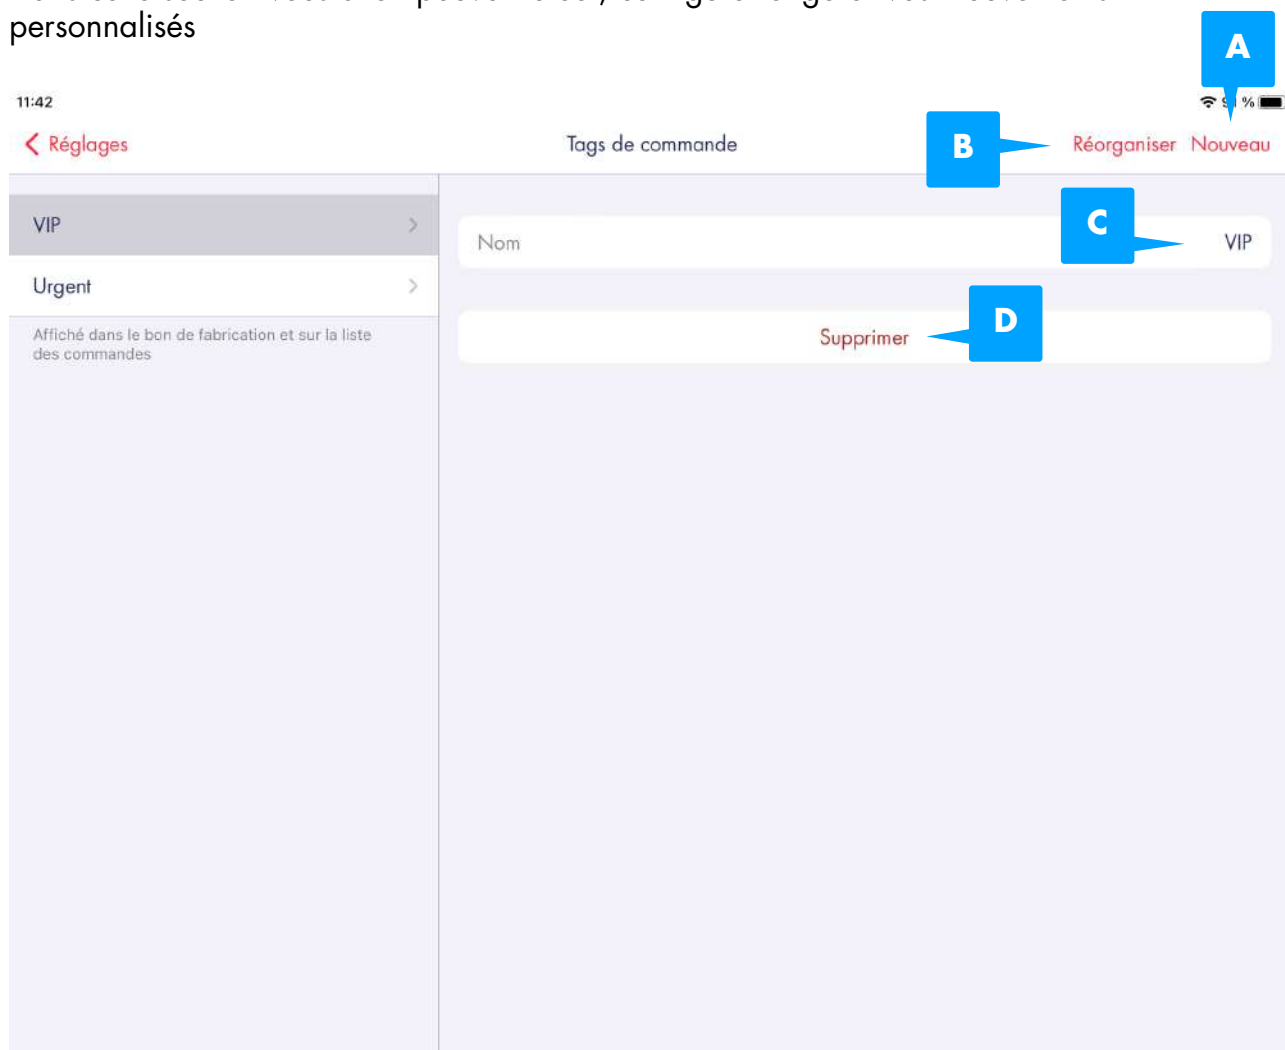 personnalisés
A
11:42
%
Réglages
Tags de commande
B
Réorganiser Nouveau
VIP
C
Nom
VIP
Urgent
D
Affiché dans le bon de fabrication et sur la liste
des commandes
Supprimer